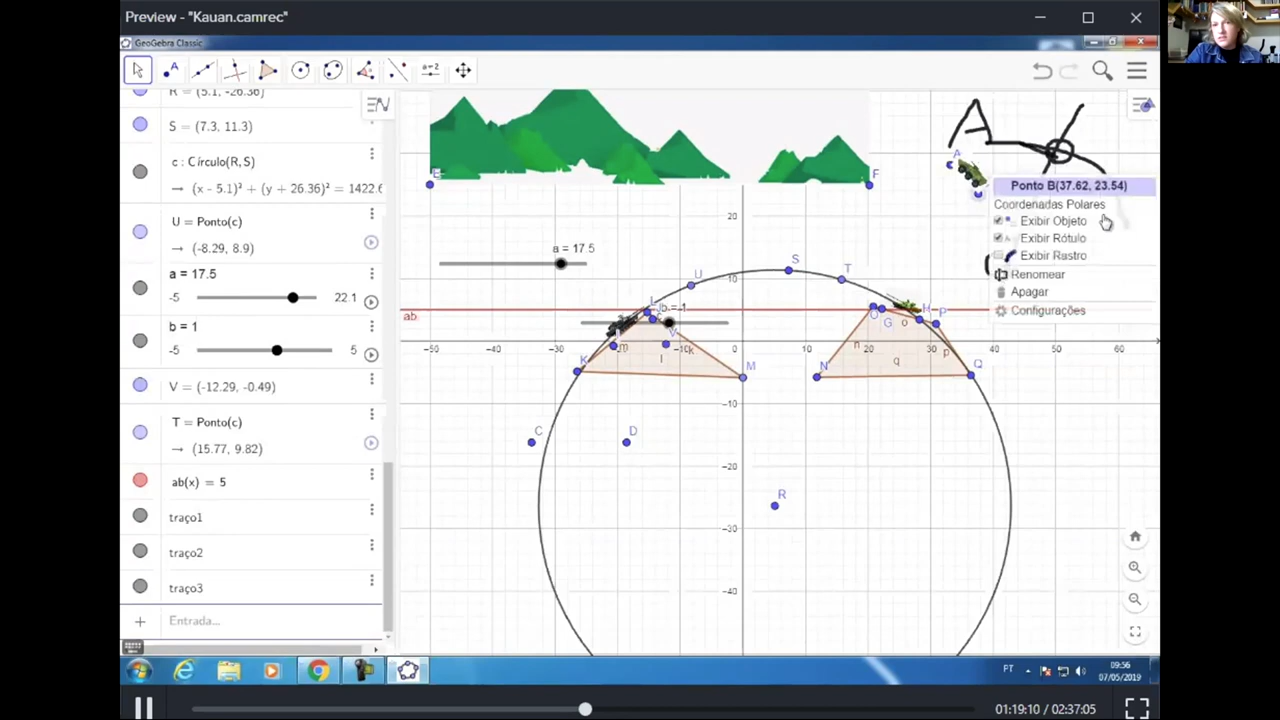 Preview - "Kauan.camrec"
GeoGebra Classic
R = (5.1, -26.36)
S = (7.3, 11.3)
c : Círculo(R, S)
→ (x - 5.1)² + (y + 26.36)² = 1422.6
U = Ponto(c)
→ (-8.29, 8.9)
a = 17.5
-5 22.1
b = 1
-5 5
V = (-12.29, -0.49)
T = Ponto(c)
→ (15.77, 9.82)
ab(x) = 5
traço1
traço2
traço3
Entrada...
a=2
A
A
E
F
Ponto B(37.62, 23.54)
Coordenadas Polares
Exibir Objeto
Exibir Rótulo
Exibir Rastro
Renomear
Apagar
Configurações
20
a = 17.5
S
T
U
10
ab
b = 1
H
P
G
O
o
n
p
q
V
m
l
k
K
M
N
Q
−50 −40 −30 −20 −10 0 10 20 30 40 50 60
−10
C
D
−20
R
−30
−40
PT
09:56
07/05/2019
01:19:10 / 02:37:05